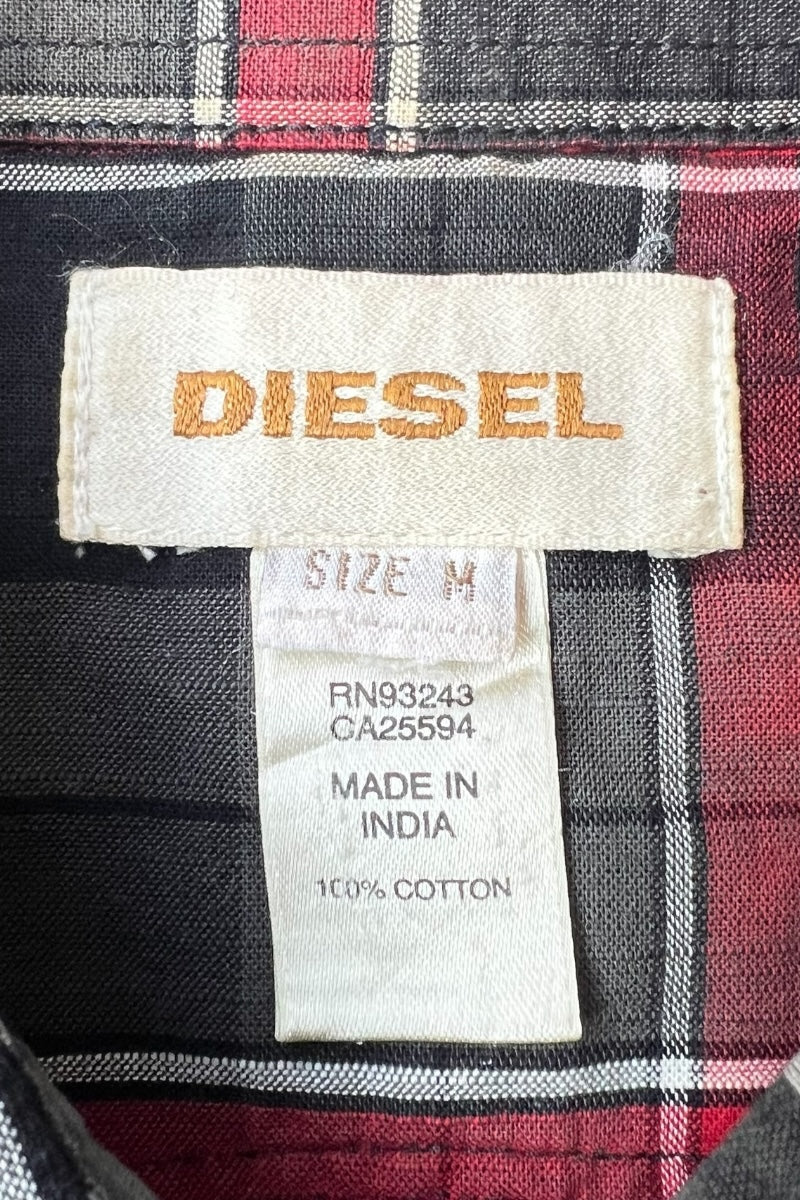 DIESEL
SIZE M
RN93243
CA25594
MADE IN
INDIA
100% COTTON